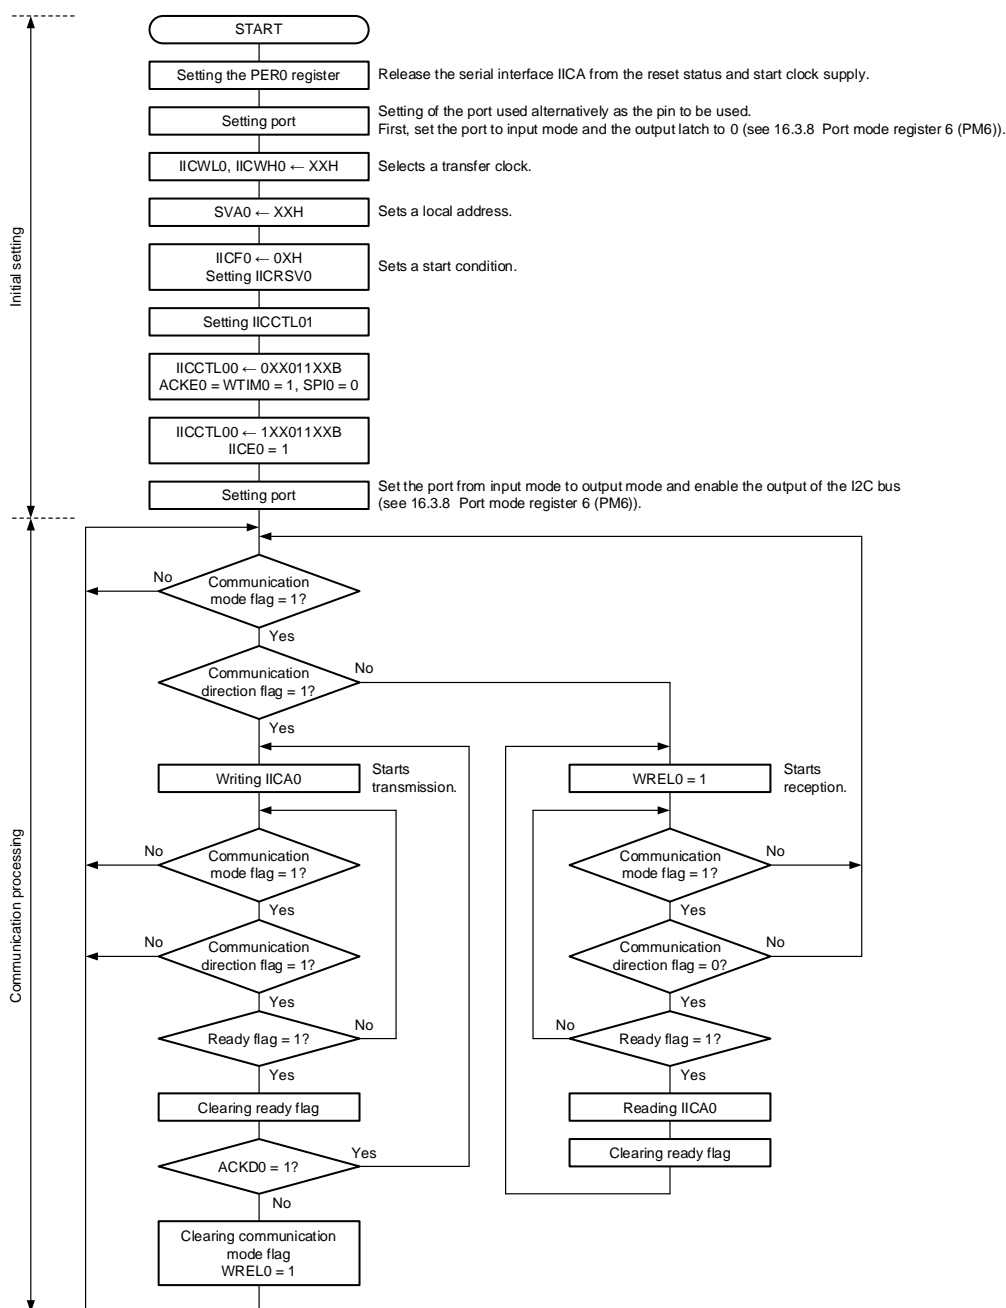 START
Setting the PER0 register
Release the serial interface IICA from the reset status and start clock supply.
Setting port
Setting of the port used alternatively as the pin to be used.
First, set the port to input mode and the output latch to 0 (see 16.3.8 Port mode register 6 (PM6)).
IICWL0, IICWH0 ← XXH
Selects a transfer clock.
SVA0 ← XXH
Sets a local address.
IICF0 ← 0XH
Setting IICRSV0
Sets a start condition.
Setting IICCTL01
IICCTL00 ← 0XX011XXB
ACKE0 = WTIM0 = 1, SPI0 = 0
IICCTL00 ← 1XX011XXB
IICE0 = 1
Setting port
Set the port from input mode to output mode and enable the output of the I2C bus
(see 16.3.8 Port mode register 6 (PM6)).
Initial setting
Communication processing
No
Communication
mode flag = 1?
Yes
Communication
direction flag = 1?
No
Yes
Writing IICA0
Starts
transmission.
No
Communication
mode flag = 1?
Yes
No
Communication
direction flag = 1?
Yes
Ready flag = 1?
No
Yes
Clearing ready flag
ACKD0 = 1?
Yes
No
Clearing communication
mode flag
WREL0 = 1
WREL0 = 1
Starts
reception.
Communication
mode flag = 1?
No
Yes
Communication
direction flag = 0?
No
Yes
No
Ready flag = 1?
Yes
Reading IICA0
Clearing ready flag